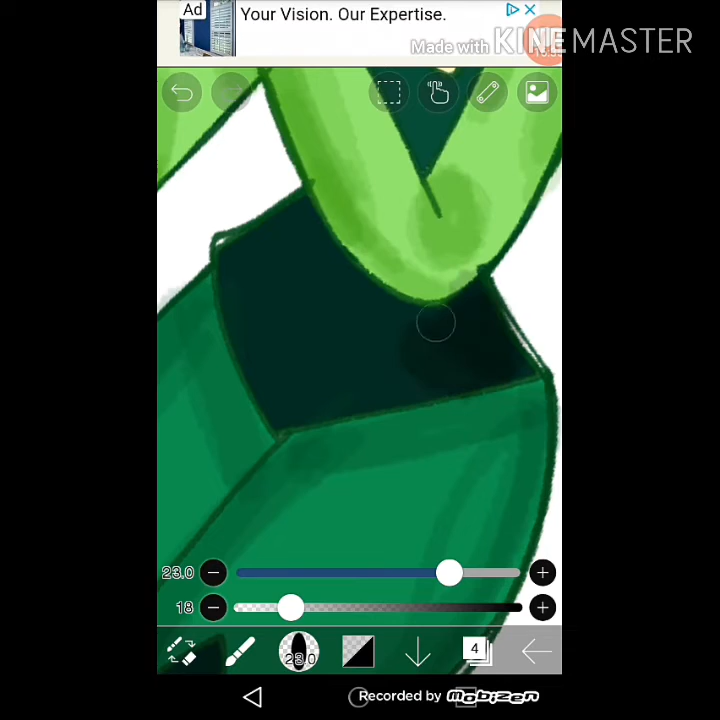 Ad
Your Vision. Our Expertise.
Made with KINEMASTER
23.0
18
23.0
4
Recorded by mobizen